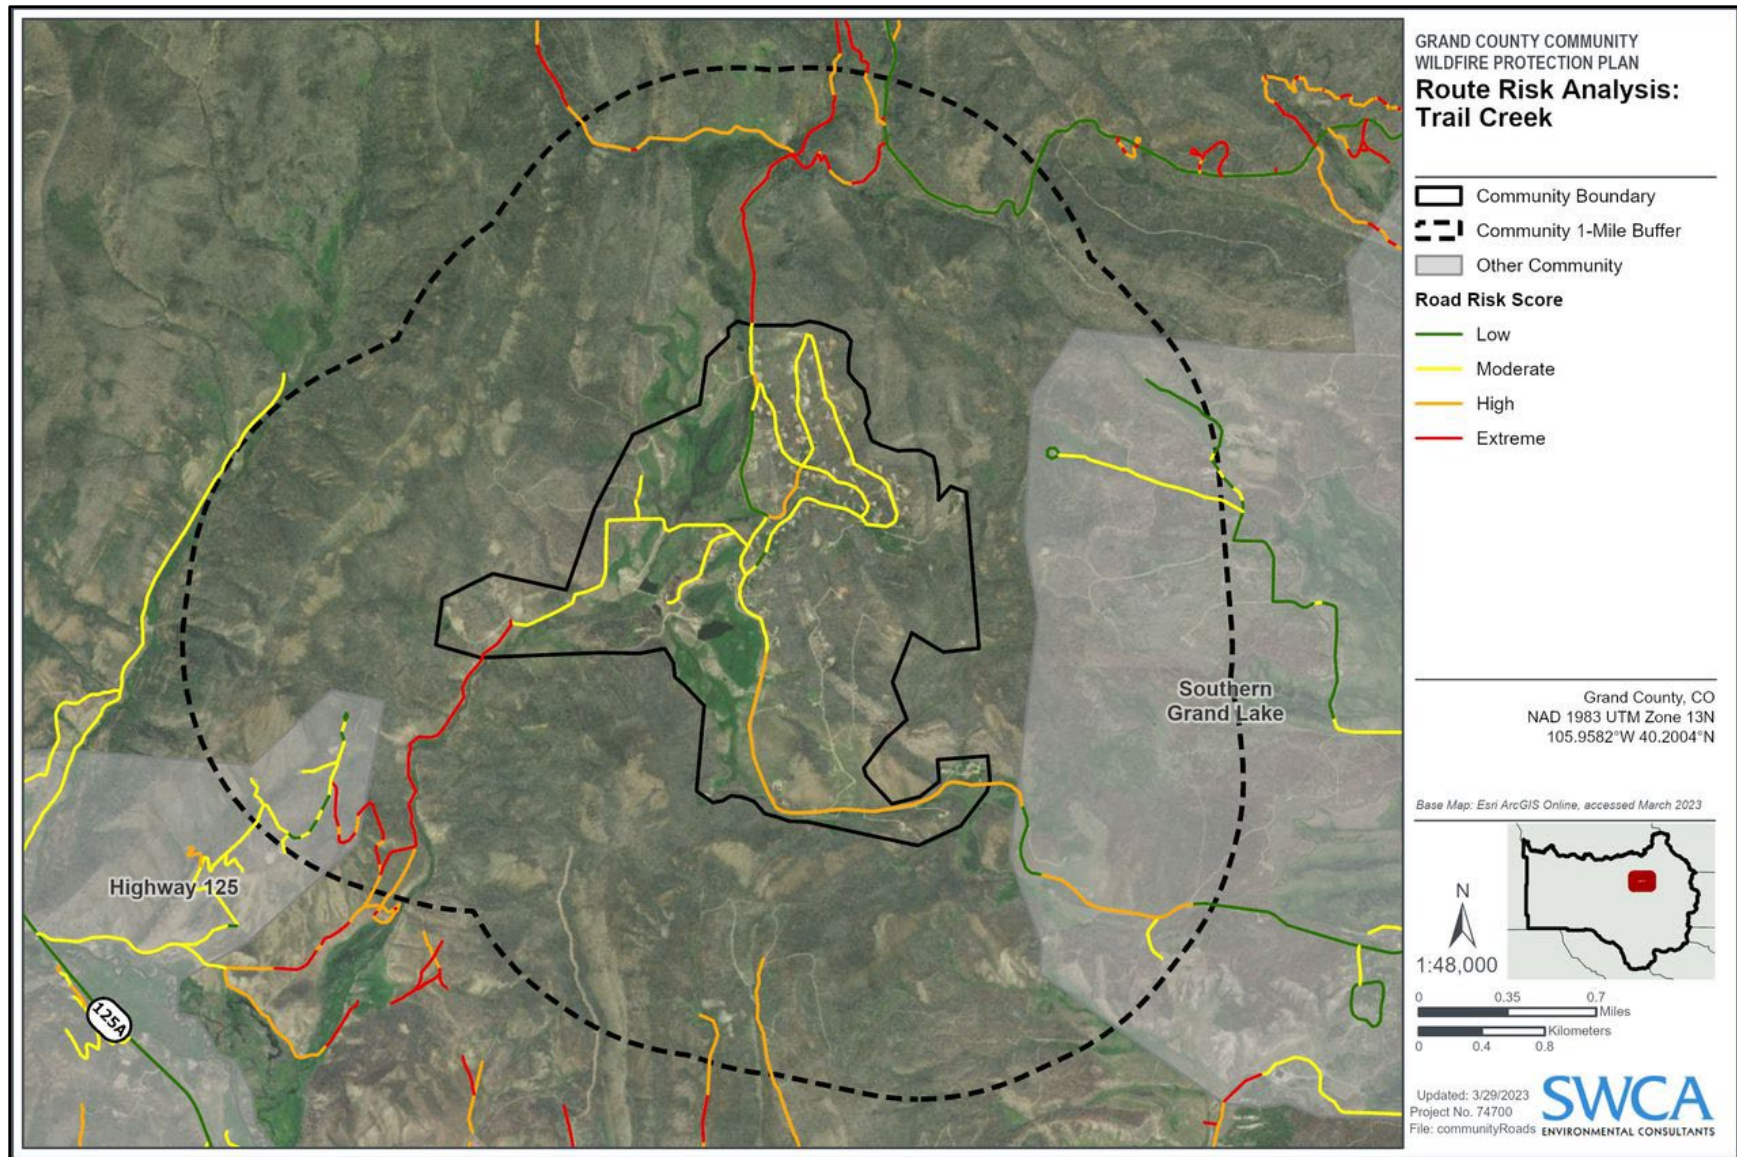 GRAND COUNTY COMMUNITY
WILDFIRE PROTECTION PLAN
Route Risk Analysis:
Trail Creek
Community Boundary
Community 1-Mile Buffer
Other Community
Road Risk Score
Low
Moderate
High
Extreme
Southern
Grand Lake
Highway 125
125A
Grand County, CO
NAD 1983 UTM Zone 13N
105.9582°W 40.2004°N
Base Map: Esri ArcGIS Online, accessed March 2023
N
1:48,000
0 0.35 0.7
Miles
Kilometers
0 0.4 0.8
Updated: 3/29/2023
Project No. 74700
File: communityRoads
SWCA
ENVIRONMENTAL CONSULTANTS